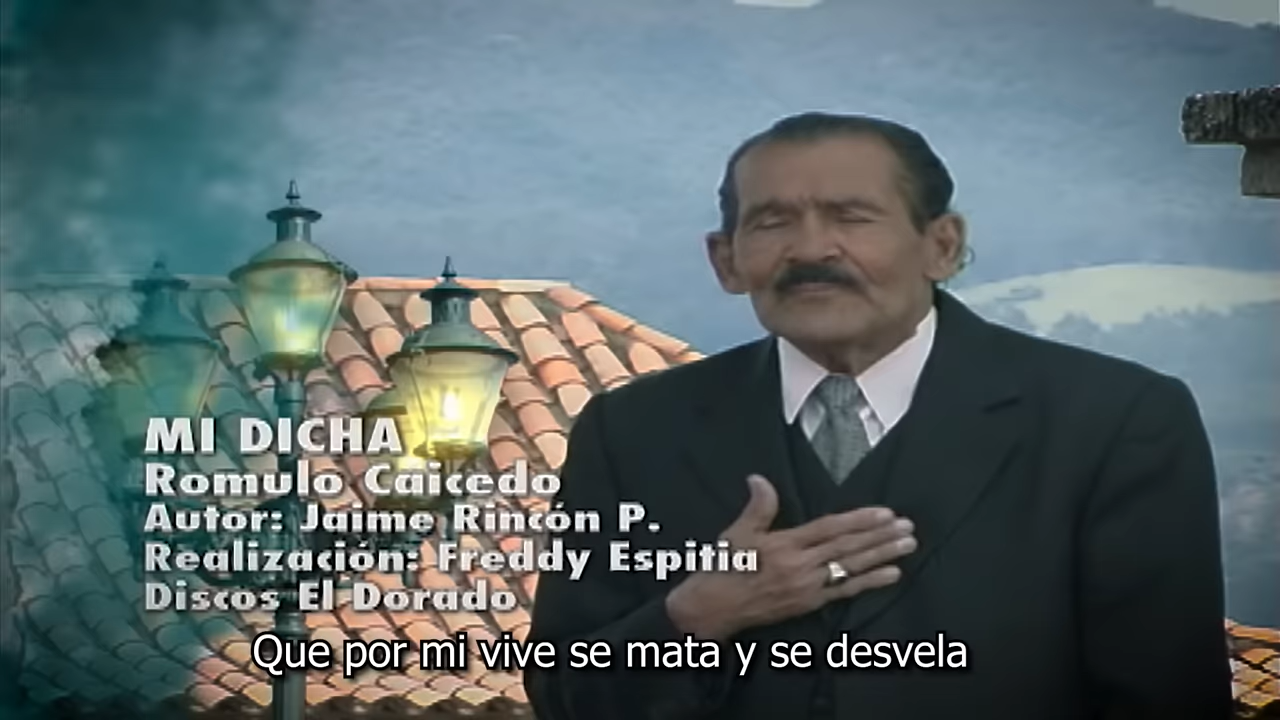 MI DICHA
Romulo Caicedo
Autor: Jaime Rincón P.
Realización: Freddy Espitia
Discos El Dorado
Que por mi vive se mata y se desvela